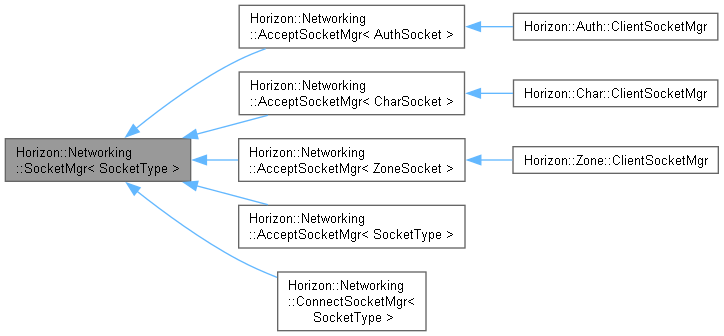 Horizon::Networking
::AcceptSocketMgr< AuthSocket >
Horizon::Auth::ClientSocketMgr
Horizon::Networking
::AcceptSocketMgr< CharSocket >
Horizon::Char::ClientSocketMgr
Horizon::Networking
::SocketMgr< SocketType >
Horizon::Networking
::AcceptSocketMgr< ZoneSocket >
Horizon::Zone::ClientSocketMgr
Horizon::Networking
::AcceptSocketMgr< SocketType >
Horizon::Networking
::ConnectSocketMgr<
SocketType >